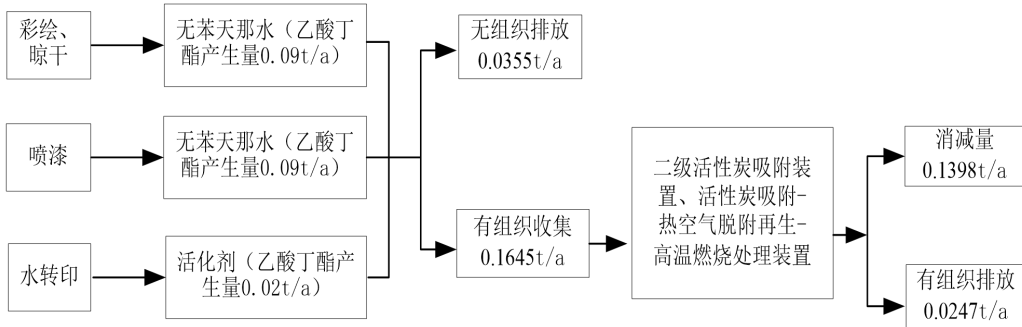 彩绘、
晾干
无苯天那水（乙酸丁
酯产生量0.09t/a）
无组织排放
0.0355t/a
喷漆
无苯天那水（乙酸丁
酯产生量0.09t/a）
二级活性炭吸附装
置、活性炭吸附-
热空气脱附再生-
高温燃烧处理装置
消减量
0.1398t/a
水转印
活化剂（乙酸丁酯产
生量0.02t/a）
有组织收集
0.1645t/a
有组织排放
0.0247t/a